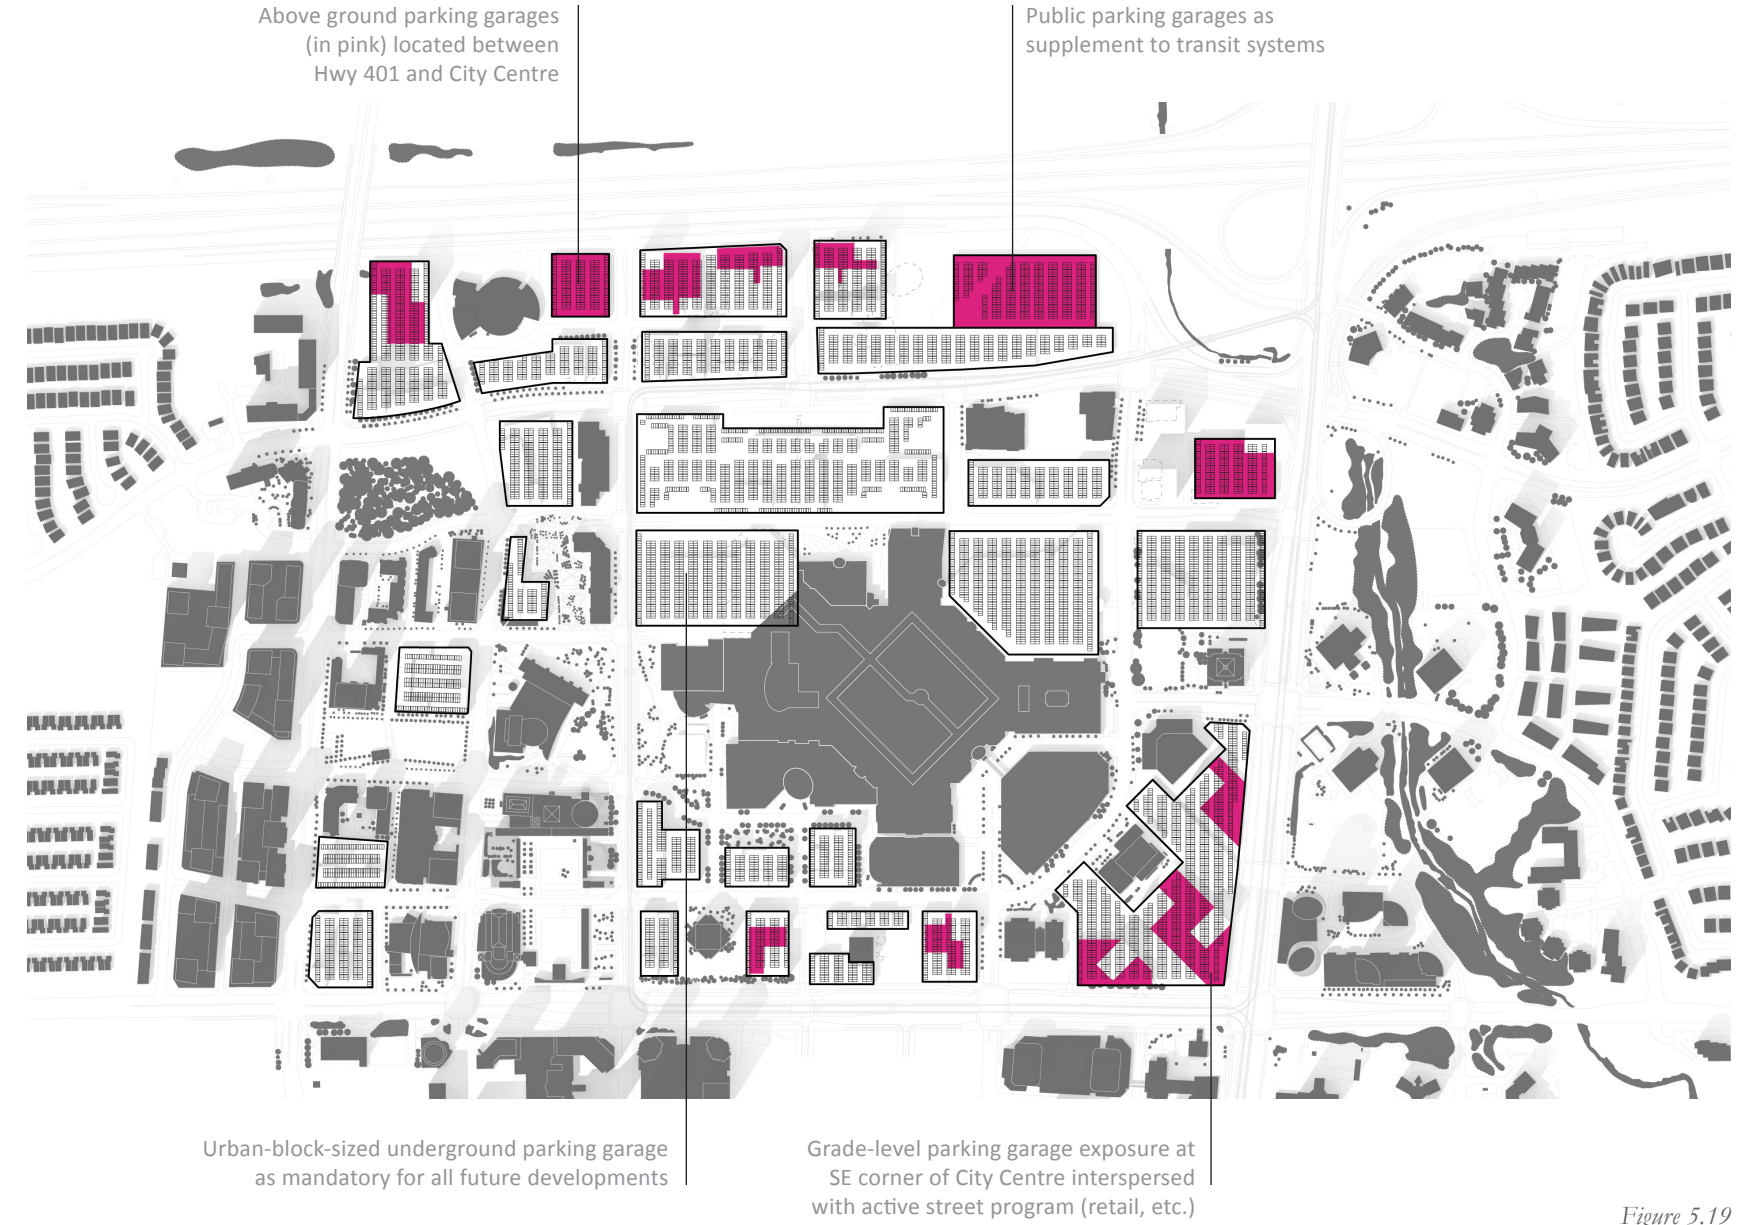 Above ground parking garages
(in pink) located between
Hwy 401 and City Centre
Public parking garages as
supplement to transit systems
Urban-block-sized underground parking garage
as mandatory for all future developments
Grade-level parking garage exposure at
SE corner of City Centre interspersed
with active street program (retail, etc.)
Figure 5.19